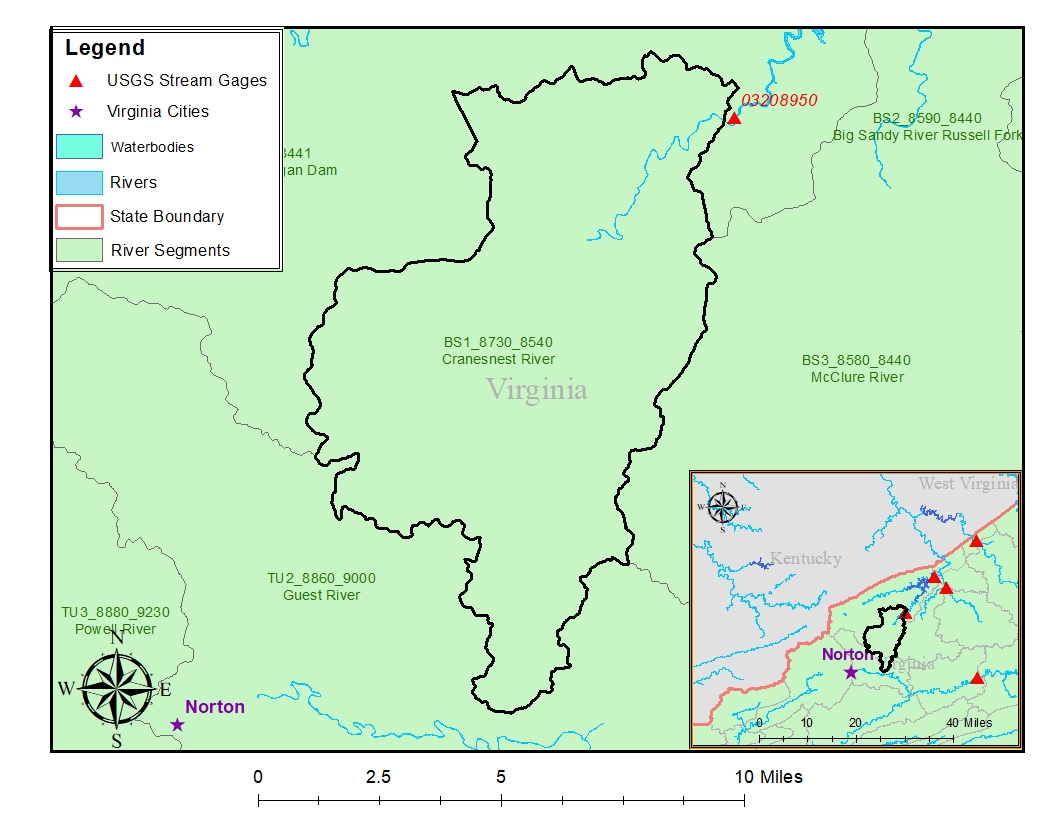 Legend
USGS Stream Gages
Virginia Cities
Waterbodies
Rivers
State Boundary
River Segments
03208950
BS2_8590_8440
Big Sandy River Russell Fork
8441
gan Dam
BS1_8730_8540
Cranesnest River
Virginia
BS3_8580_8440
McClure River
TU2_8860_9000
Guest River
TU3_8880_9230
Powell River
N
W E
S
Norton
West Virginia
N
W E
S
Kentucky
Norton
Virginia
0 10 20 40 Miles
0 2.5 5 10 Miles